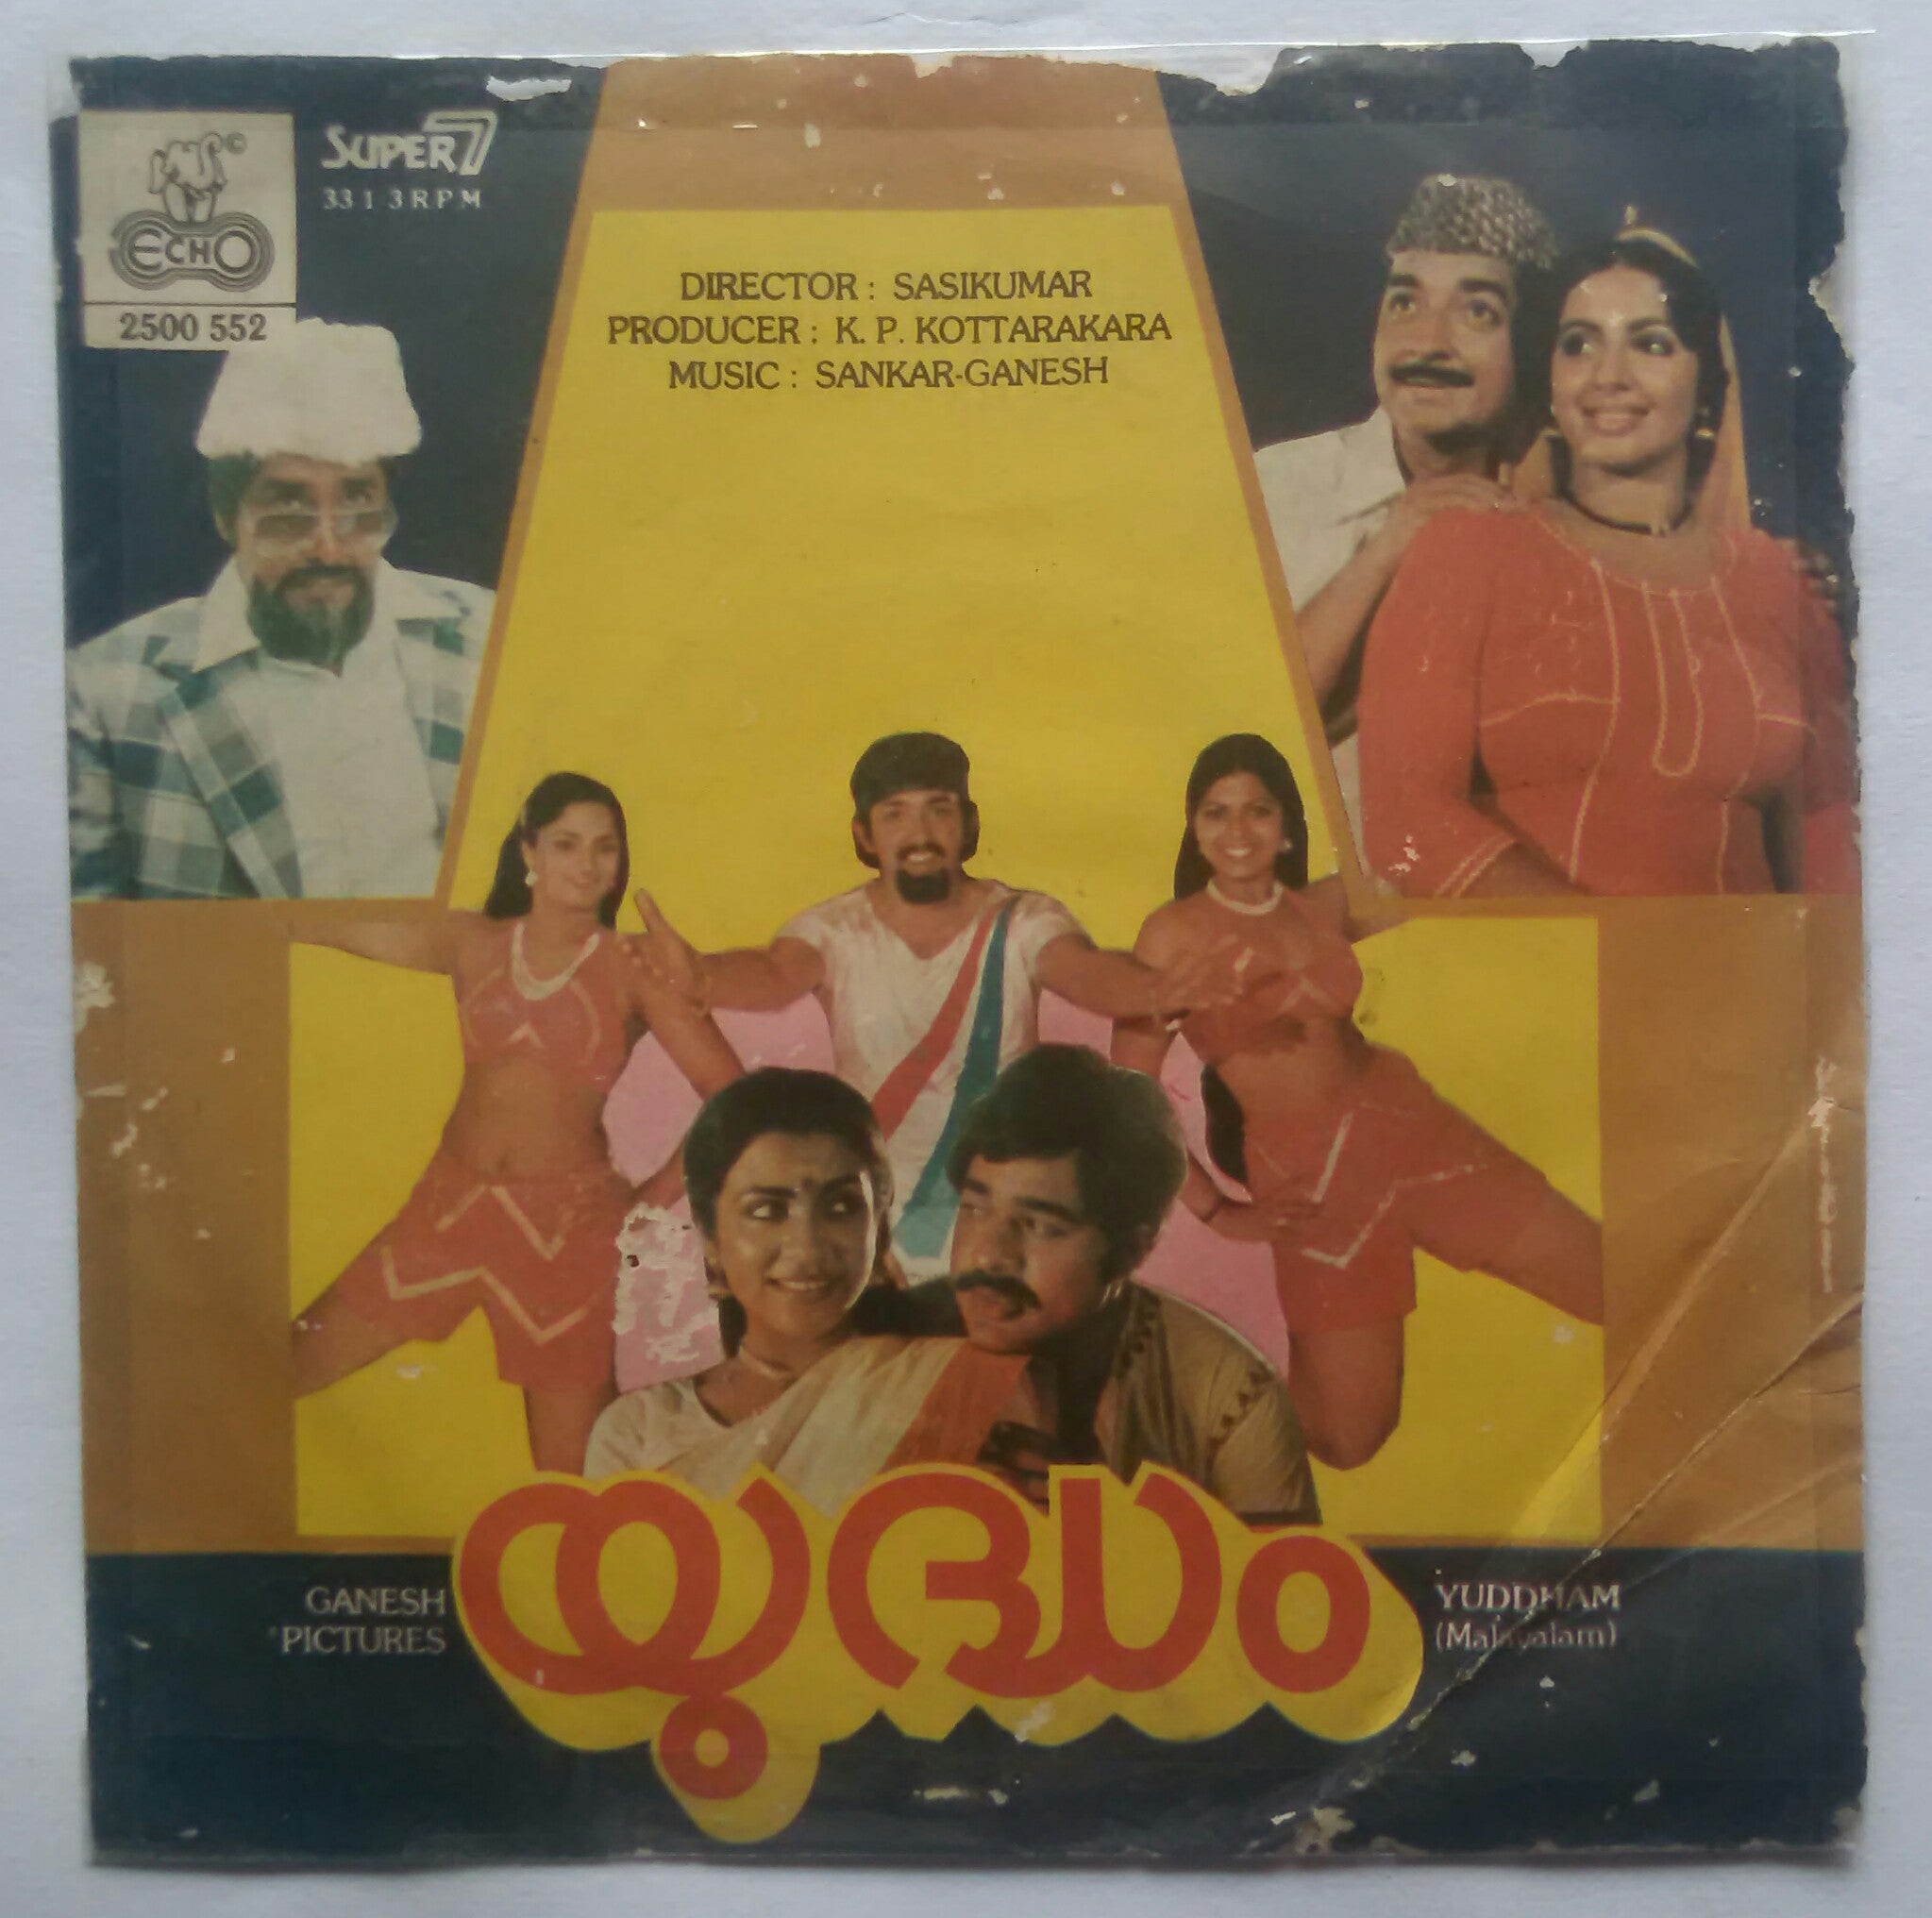 SUPER 7
33 1 3 RPM
ECHO
2500 552
DIRECTOR : SASIKUMAR
PRODUCER : K. P. KOTTARAKARA
MUSIC : SANKAR-GANESH
GANESH
PICTURES
യുദ്ധം
YUDDHAM
(Malayalam)